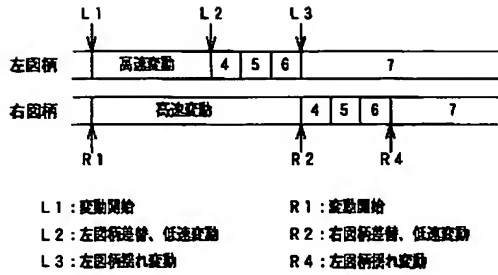 L1 L2 L3
左図柄 高速変動 4 5 6 7
右図柄 高速変動 4 5 6 7
R1 R2 R4
L1:変動開始 R1:変動開始
L2:左図柄差替、低速変動 R2:右図柄差替、低速変動
L3:左図柄揺れ変動 R4:左図柄揺れ変動